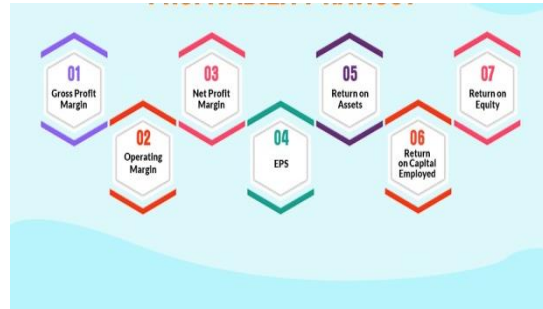 01
Gross Profit
Margin
02
Operating
Margin
03
Net Profit
Margin
04
EPS
05
Return on
Assets
06
Return
on Capital
Employed
07
Return on
Equity